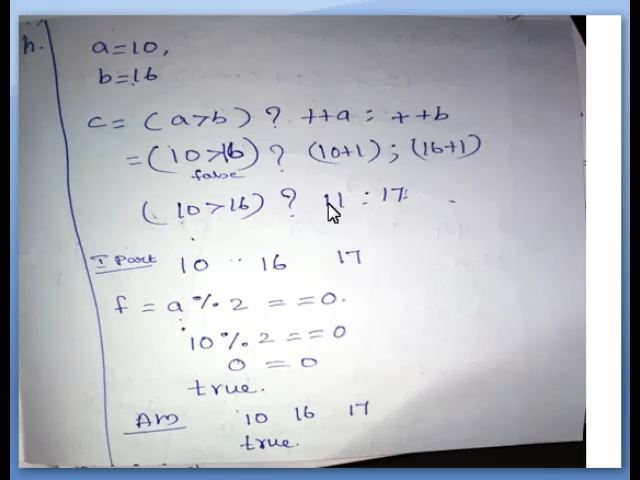 h.
a=10,
b=16
c= (a>b) ? ++a : ++b
=(10>16) ? (10+1) ; (16+1)
false
(10>16) ? 11 : 17
I Part 10 16 17
f = a % 2 = =0.
10 % 2 ==0
0 = 0
true.
Ans 10 16 17
true.